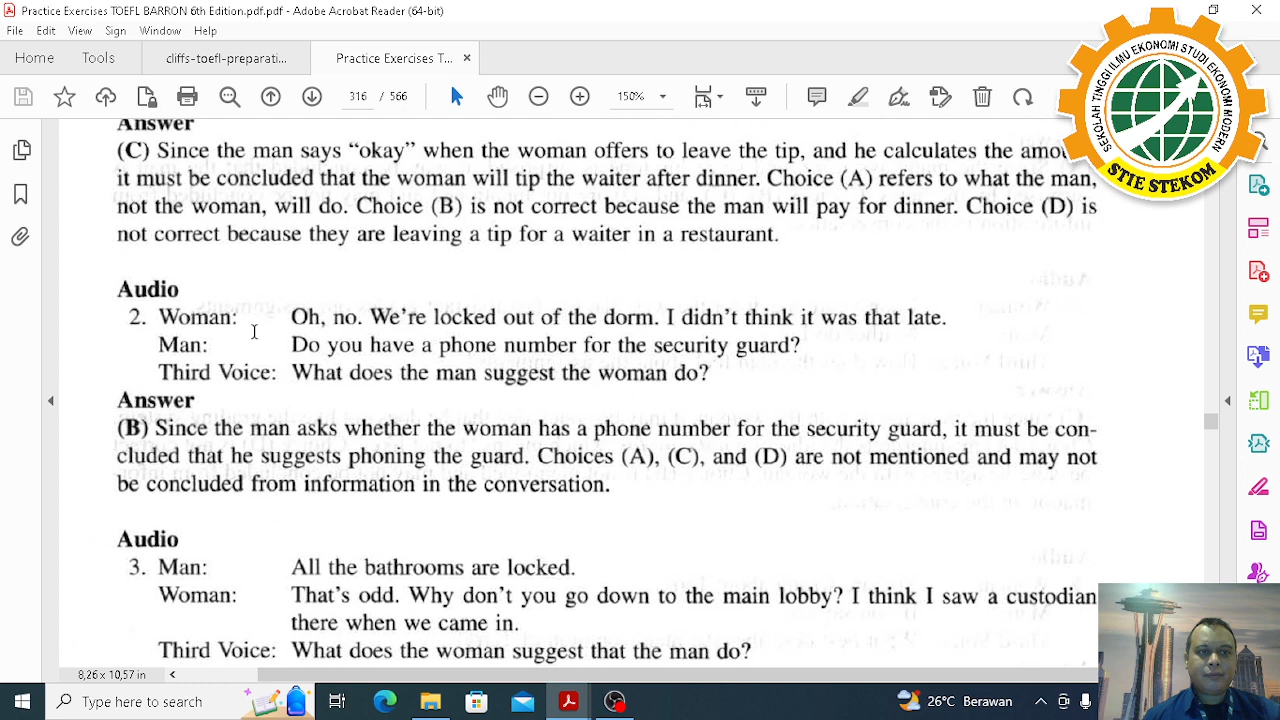 Practice Exercises TOEFL BARRON 6th Edition.pdf.pdf - Adobe Acrobat Reader (64-bit)
File Edit View Sign Window Help
Home Tools cliffs-toefl-preparati... Practice Exercises T...
316 / 566 150%
SEKOLAH TINGGI ILMU EKONOMI STUDI EKONOMI MODERN
STIE STEKOM
Answer
(C) Since the man says “okay” when the woman offers to leave the tip, and he calculates the
it must be concluded that the woman will tip the waiter after dinner. Choice (A) refers to what the man,
not the woman, will do. Choice (B) is not correct because the man will pay for dinner. Choice (D) is
not correct because they are leaving a tip for a waiter in a restaurant.
Audio
2. Woman: Oh, no. We’re locked out of the dorm. I didn’t think it was that late.
Man: Do you have a phone number for the security guard?
Third Voice: What does the man suggest the woman do?
Answer
(B) Since the man asks whether the woman has a phone number for the security guard, it must be con-
cluded that he suggests phoning the guard. Choices (A), (C), and (D) are not mentioned and may not
be concluded from information in the conversation.
Audio
3. Man: All the bathrooms are locked.
Woman: That’s odd. Why don’t you go down to the main lobby? I think I saw a custodian
there when we came in.
Third Voice: What does the woman suggest that the man do?
8,26 x 10,57 in
Type here to search
26°C Berawan